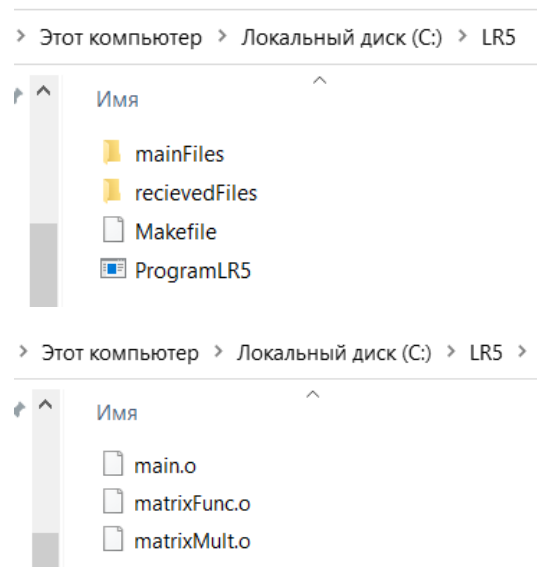 > Этот компьютер > Локальный диск (C:) > LR5
Имя
mainFiles
recievedFiles
Makefile
ProgramLR5
> Этот компьютер > Локальный диск (C:) > LR5 >
Имя
main.o
matrixFunc.o
matrixMult.o